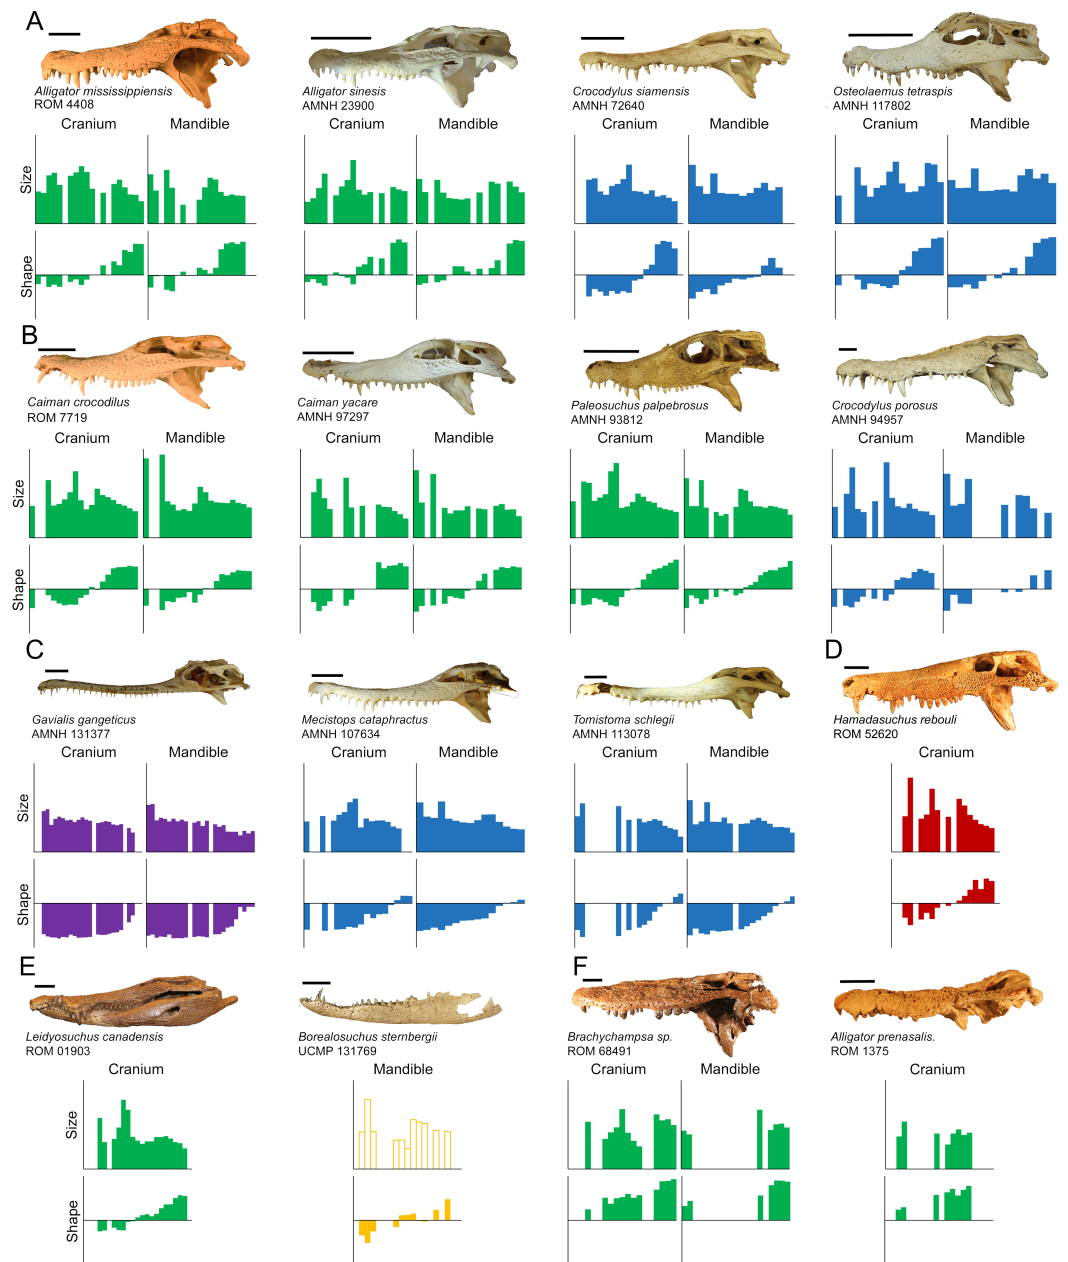 A
Alligator mississippiensis
ROM 4408
Alligator sinesis
AMNH 23900
Crocodylus siamensis
AMNH 72640
Osteolaemus tetraspis
AMNH 117802
Cranium Mandible
Cranium Mandible
Cranium Mandible
Cranium Mandible
Size
Shape
B
Caiman crocodilus
ROM 7719
Caiman yacare
AMNH 97297
Paleosuchus palpebrosus
AMNH 93812
Crocodylus porosus
AMNH 94957
Cranium Mandible
Cranium Mandible
Cranium Mandible
Cranium Mandible
Size
Shape
C
Gavialis gangeticus
AMNH 131377
Mecistops cataphractus
AMNH 107634
Tomistoma schlegii
AMNH 113078
D
Hamadasuchus rebouli
ROM 52620
Cranium Mandible
Cranium Mandible
Cranium Mandible
Cranium
Size
Shape
E
Leidyosuchus canadensis
ROM 01903
Borealosuchus sternbergii
UCMP 131769
F
Brachychampsa sp.
ROM 68491
Alligator prenasalis.
ROM 1375
Cranium
Mandible
Cranium Mandible
Cranium
Size
Shape